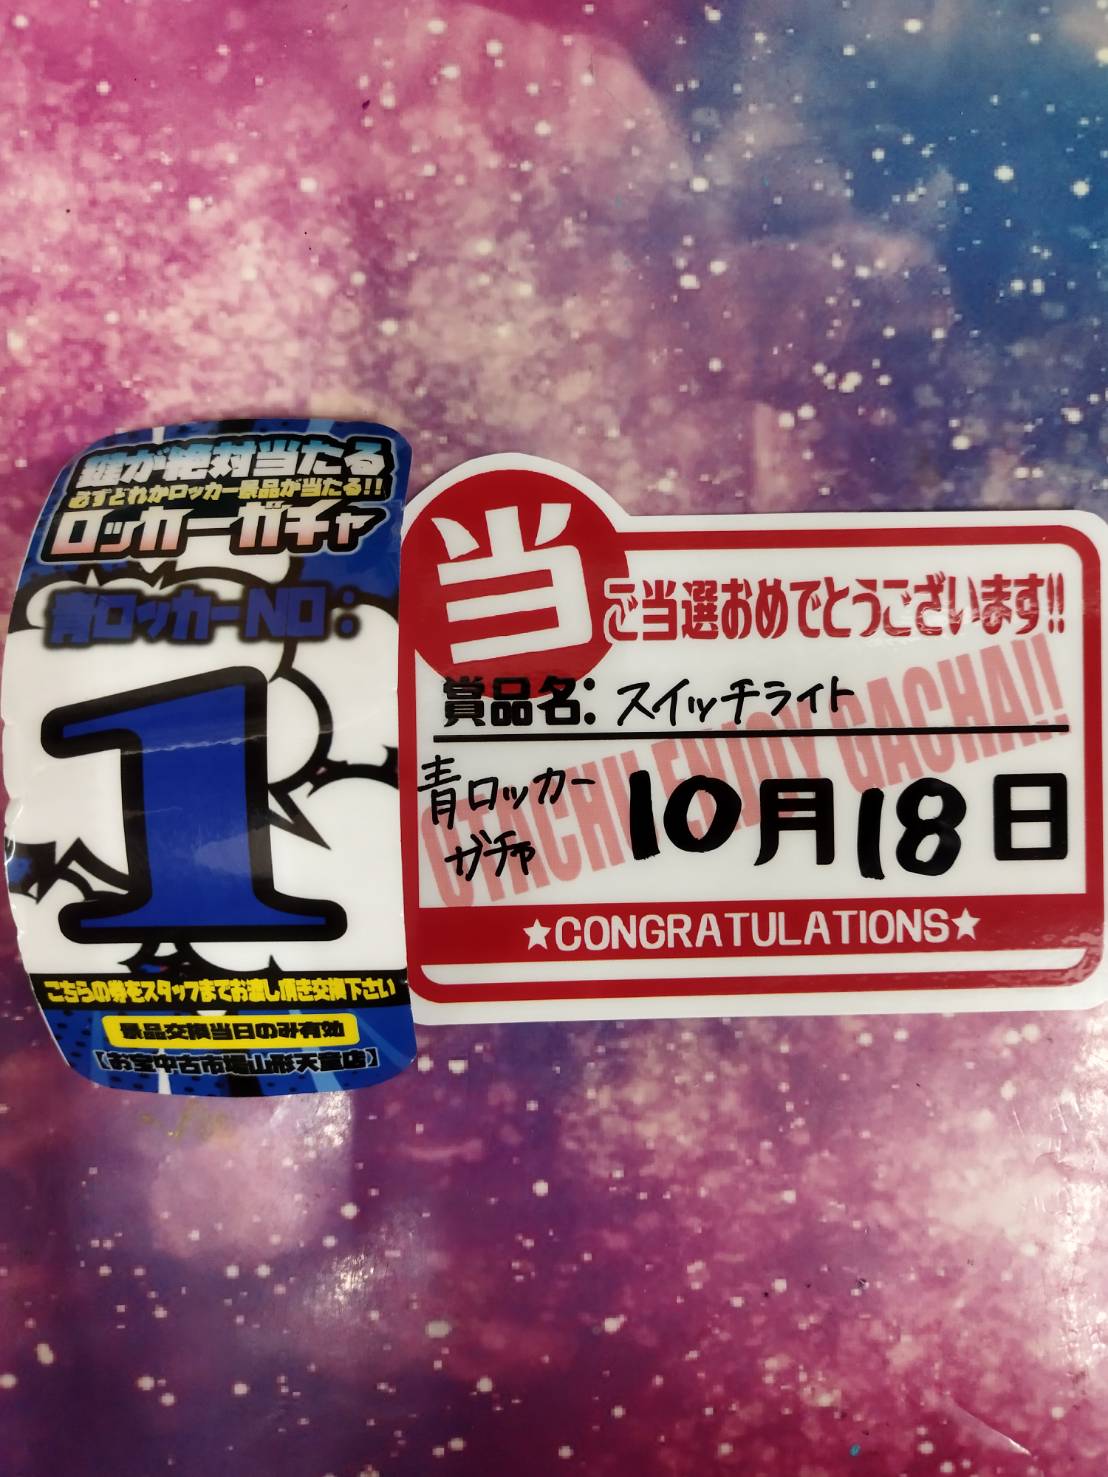 鍵が絶対当たる
必ずどれかロッカー景品が当たる!!
ロッカーガチャ
青ロッカーNO:
1
こちらの券をスタッフまでお渡し頂き交換下さい
景品交換当日のみ有効
【お宝中古市場山形天童店】
当
ご当選おめでとうございます!!
賞品名:スイッチライト
青ロッカー
ガチャ
10月18日
OTACHU ENJOY GACHA!!
★CONGRATULATIONS★